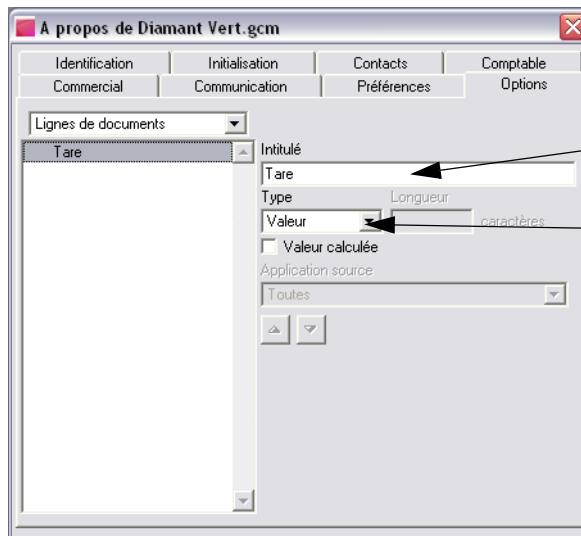 A propos de Diamant Vert.gcm
Identification Initialisation Contacts Comptable
Commercial Communication Préférences Options
Lignes de documents
Tare
Intitulé
Tare
Type Longueur
Valeur caractères
Valeur calculée
Application source
Toutes